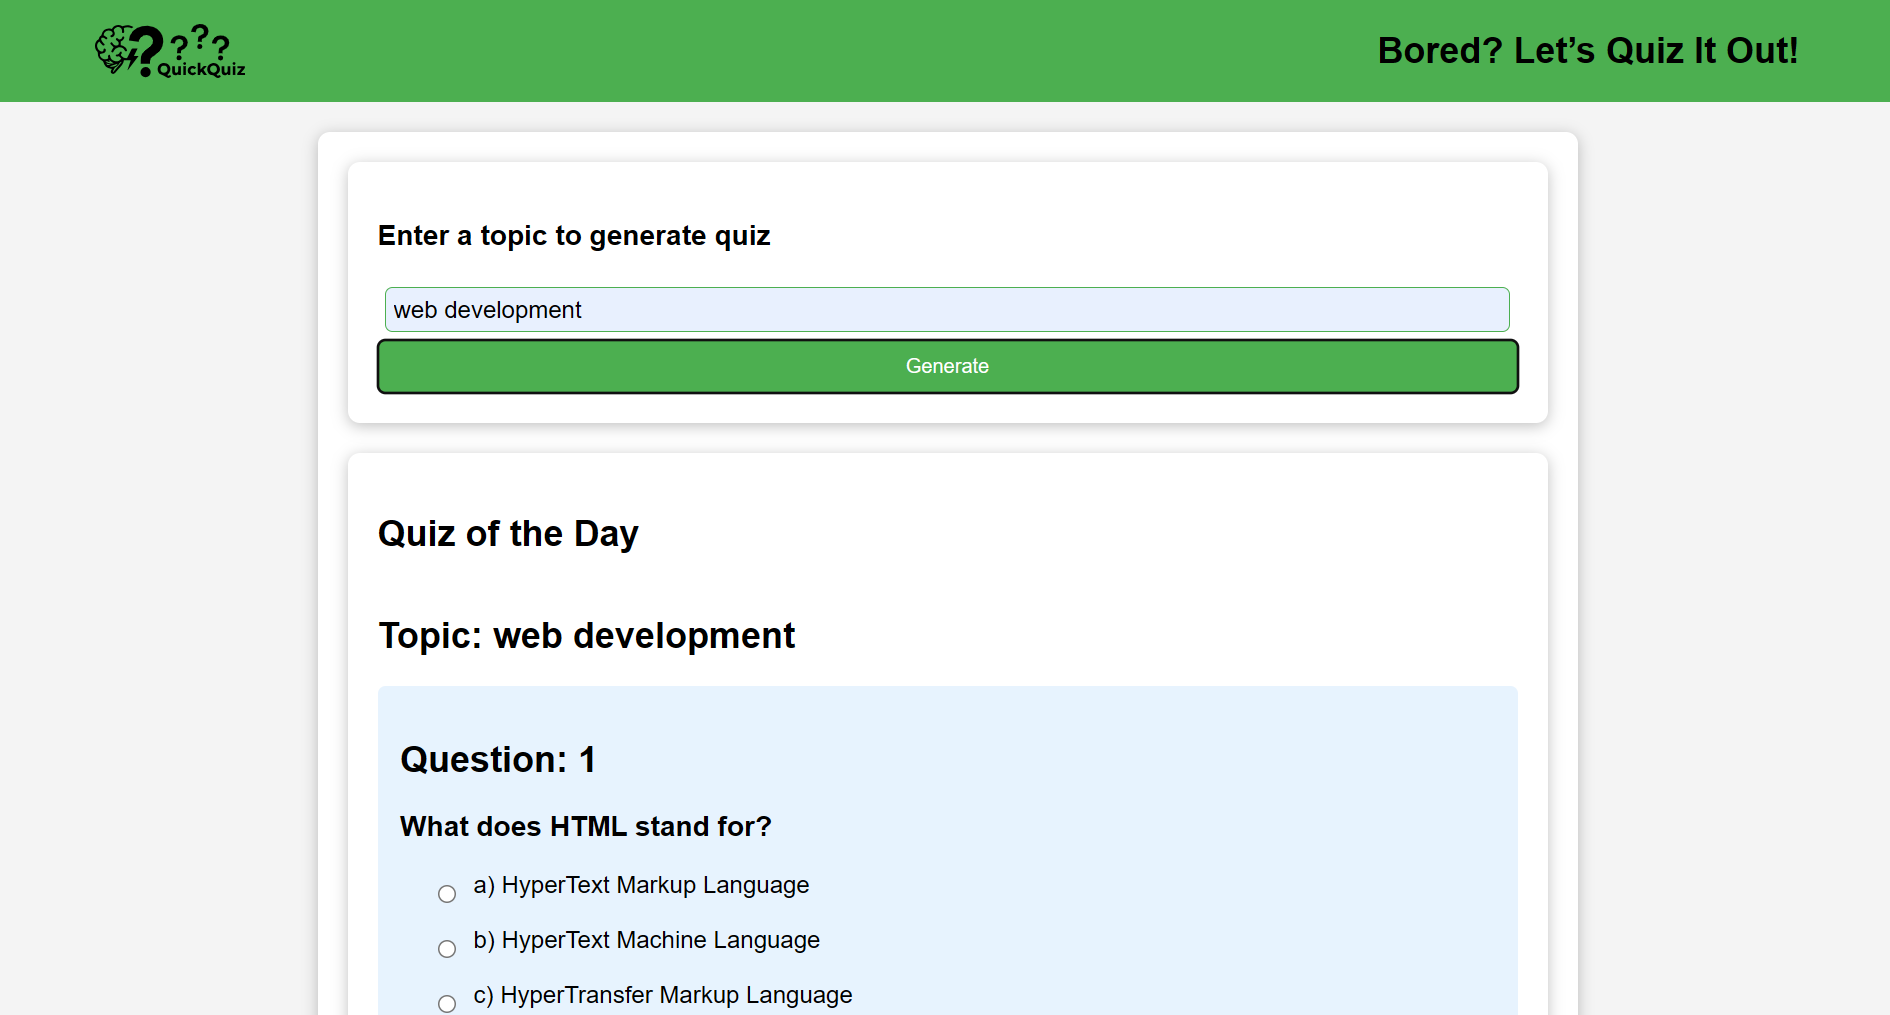 ? ? ? ?
QuickQuiz
Bored? Let’s Quiz It Out!
Enter a topic to generate quiz
web development
Generate
Quiz of the Day
Topic: web development
Question: 1
What does HTML stand for?
a) HyperText Markup Language
b) HyperText Machine Language
c) HyperTransfer Markup Language